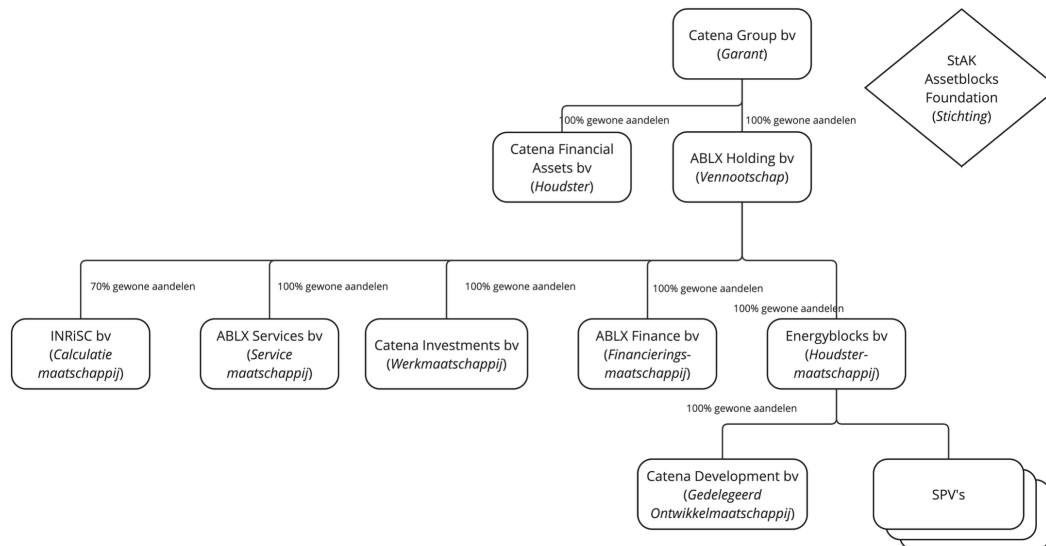 Catena Group bv
(Garant)
StAK
Assetblocks
Foundation
(Stichting)
100% gewone aandelen
100% gewone aandelen
Catena Financial
Assets bv
(Houdster)
ABLX Holding bv
(Vennootschap)
70% gewone aandelen
100% gewone aandelen
100% gewone aandelen
100% gewone aandelen
100% gewone aandelen
INRiSC bv
(Calculatie
maatschappij)
ABLX Services bv
(Service
maatschappij)
Catena Investments bv
(Werkmaatschappij)
ABLX Finance bv
(Financierings-
maatschappij)
Energyblocks bv
(Houdster-
maatschappij)
100% gewone aandelen
Catena Development bv
(Gedelegeerd
Ontwikkelmaatschappij)
SPV's